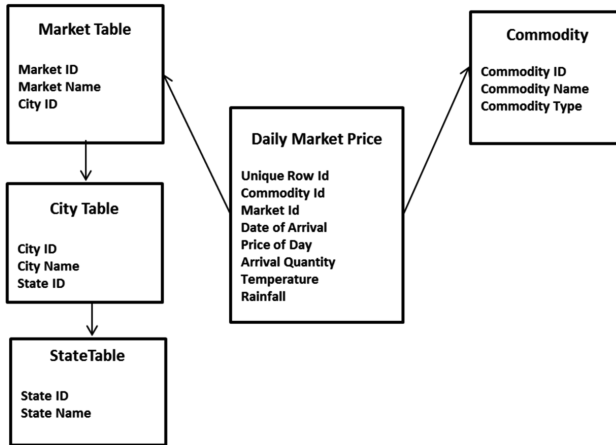 Market Table
Market ID
Market Name
City ID
City Table
City ID
City Name
State ID
StateTable
State ID
State Name
Daily Market Price
Unique Row Id
Commodity Id
Market Id
Date of Arrival
Price of Day
Arrival Quantity
Temperature
Rainfall
Commodity
Commodity ID
Commodity Name
Commodity Type